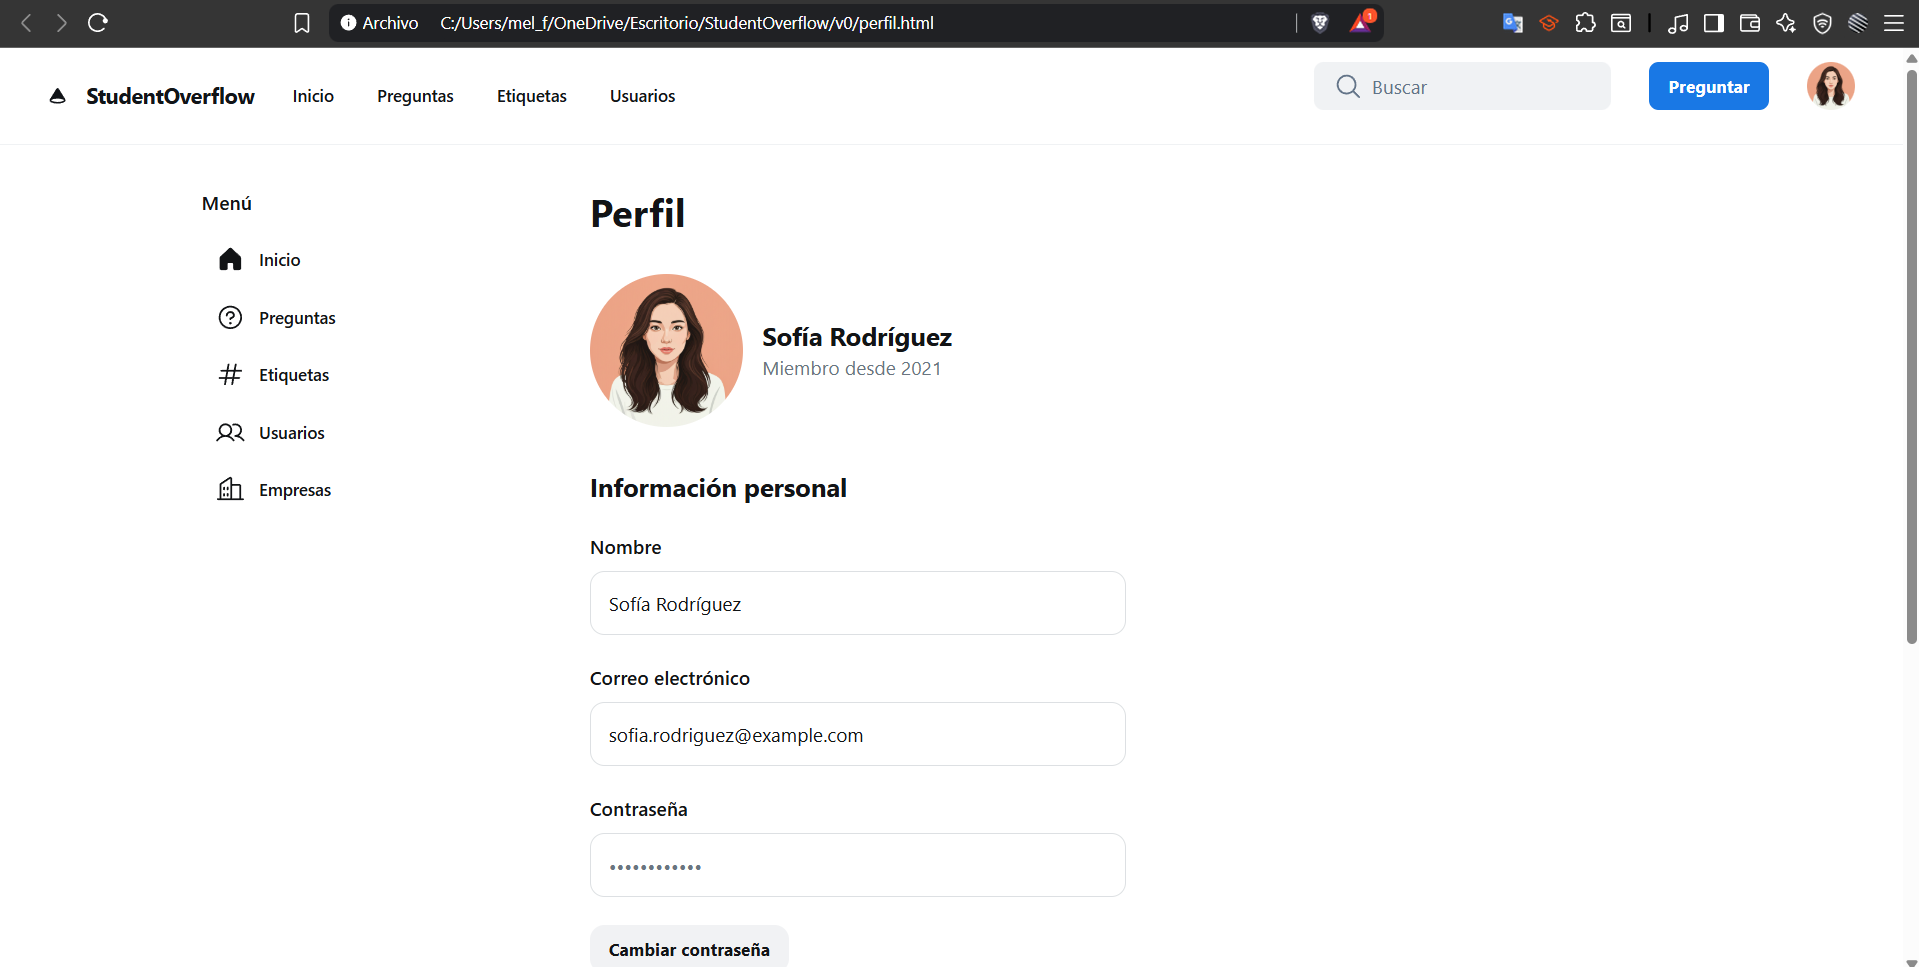 Archivo C:/Users/mel_f/OneDrive/Escritorio/StudentOverflow/v0/perfil.html
1
StudentOverflow Inicio Preguntas Etiquetas Usuarios Buscar Preguntar
Menú
Inicio
Preguntas
Etiquetas
Usuarios
Empresas
Perfil
Sofía Rodríguez
Miembro desde 2021
Información personal
Nombre
Sofía Rodríguez
Correo electrónico
sofia.rodriguez@example.com
Contraseña
••••••••••••
Cambiar contraseña